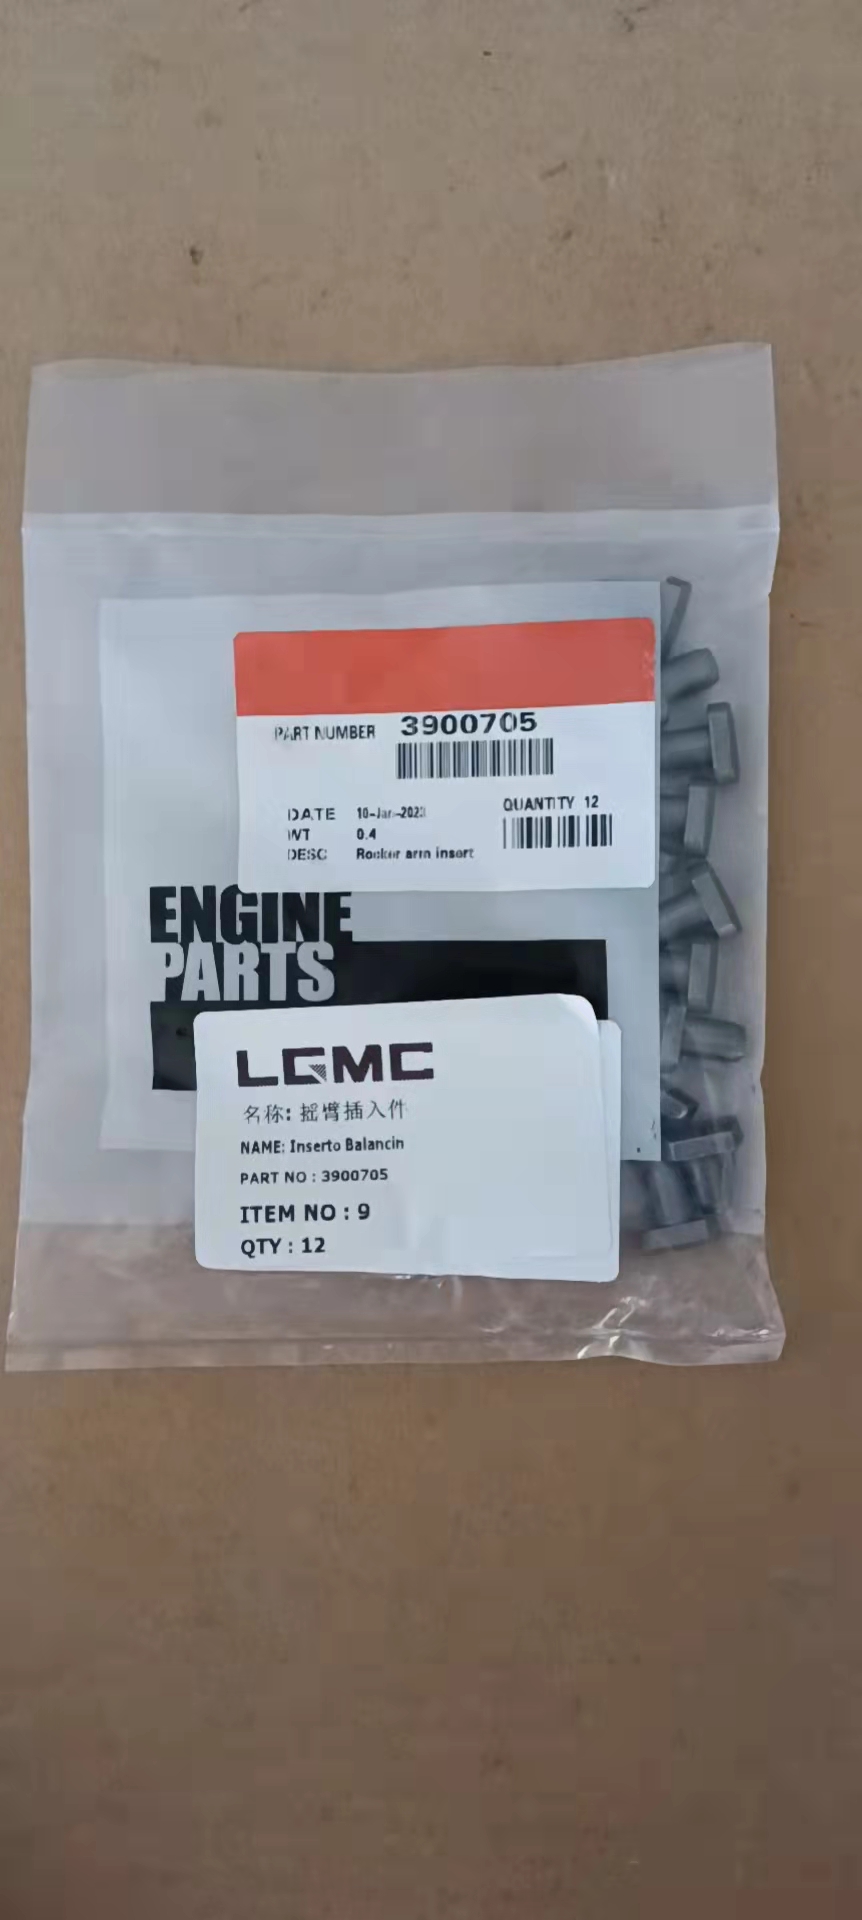 PART NUMBER 3900705
DATE 10-Jan-2023
QUANTITY 12
WT 0.4
DESC Rocker arm insert
ENGINE
PARTS
LGMC
名称: 摇臂插入件
NAME: Inserto Balancin
PART NO : 3900705
ITEM NO : 9
QTY : 12